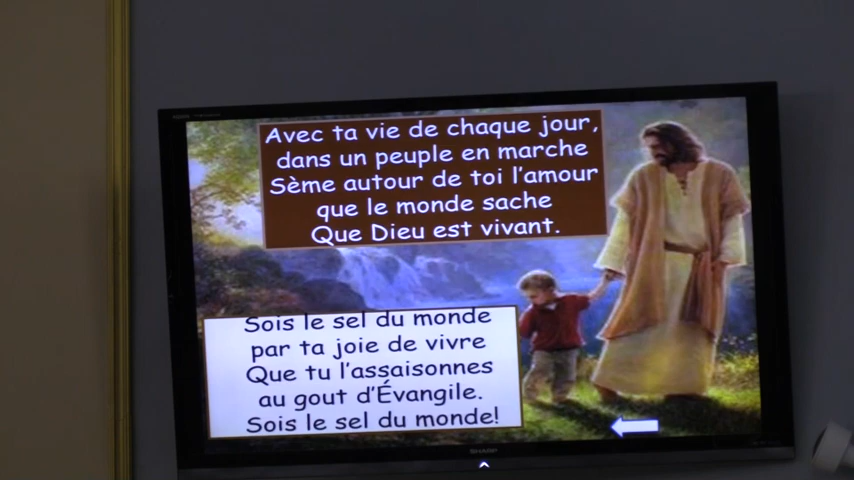 Avec ta vie de chaque jour,
dans un peuple en marche
Sème autour de toi l'amour
que le monde sache
Que Dieu est vivant.
Sois le sel du monde
par ta joie de vivre
Que tu l'assaisonnes
au gout d'Évangile.
Sois le sel du monde!
SHARP